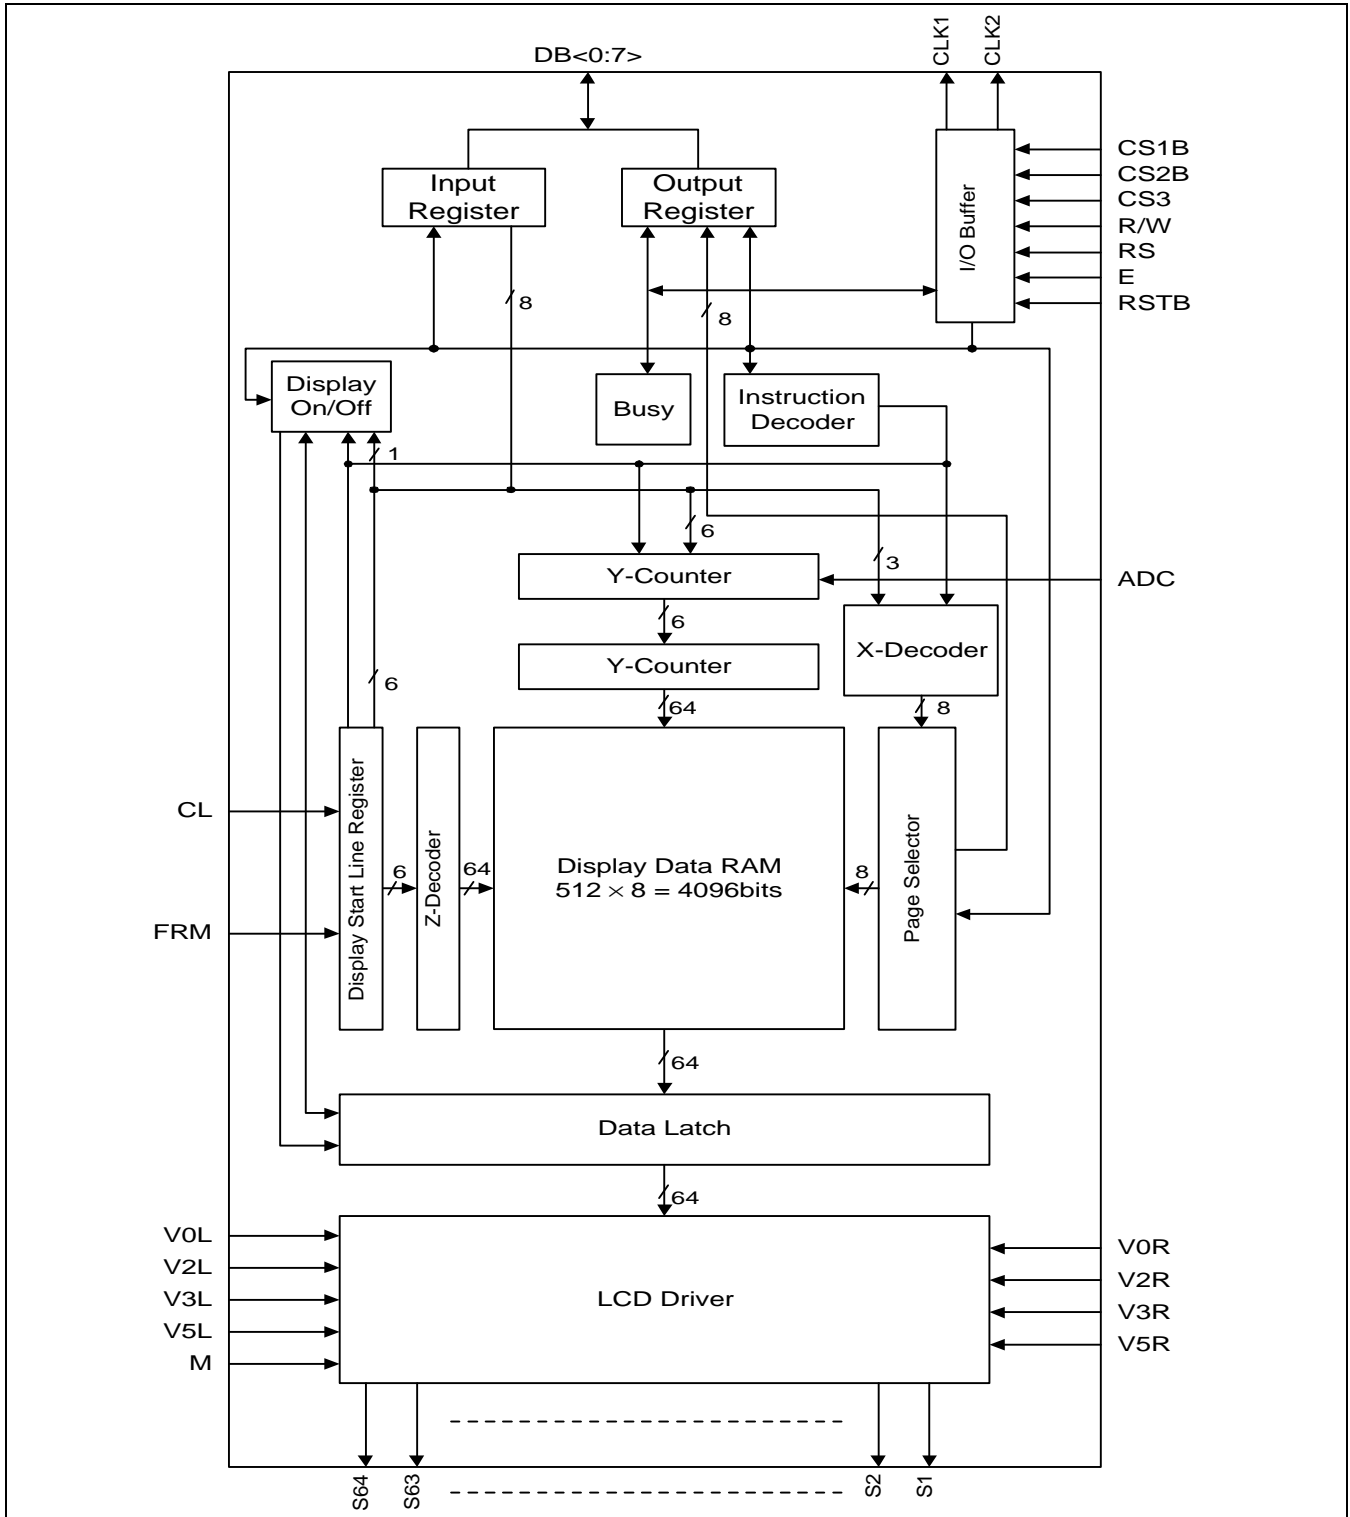 DB<0:7>
CLK1
CLK2
CS1B
CS2B
CS3
R/W
RS
E
RSTB
Input
Register
Output
Register
I/O Buffer
8
8
Display
On/Off
Busy
Instruction
Decoder
1
6
3
Y-Counter
ADC
6
X-Decoder
Y-Counter
6
64
8
CL
FRM
Display Start Line Register
6
Z-Decoder
64
Display Data RAM
512 × 8 = 4096bits
8
Page Selector
64
Data Latch
64
V0L
V2L
V3L
V5L
M
LCD Driver
V0R
V2R
V3R
V5R
S64
S63
S2
S1